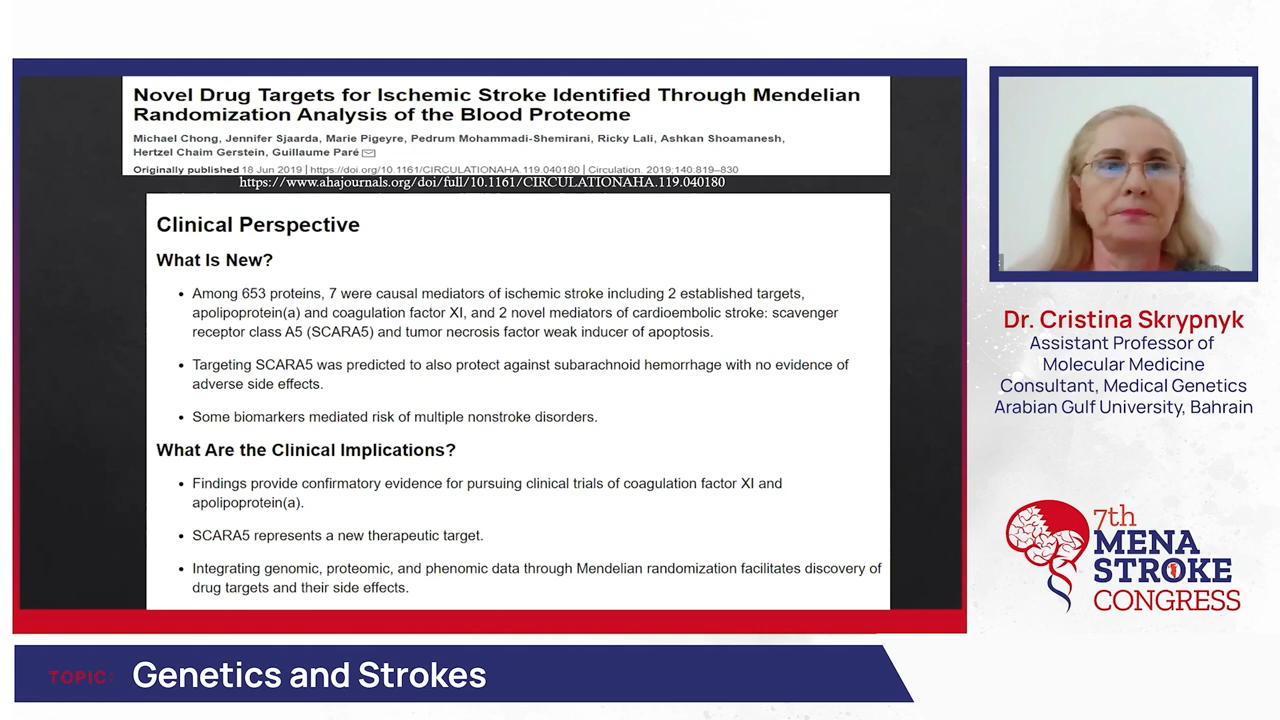 Novel Drug Targets for Ischemic Stroke Identified Through Mendelian
Randomization Analysis of the Blood Proteome
Michael Chong, Jennifer Sjaarda, Marie Pigeyre, Pedrum Mohammadi-Shemirani, Ricky Lali, Ashkan Shoamanesh,
Hertzel Chaim Gerstein, Guillaume Paré
Originally published 18 Jun 2019 | https://doi.org/10.1161/CIRCULATIONAHA.119.040180 | Circulation. 2019;140:819–830
https://www.ahajournals.org/doi/full/10.1161/CIRCULATIONAHA.119.040180
Clinical Perspective
What Is New?
• Among 653 proteins, 7 were causal mediators of ischemic stroke including 2 established targets,
apolipoprotein(a) and coagulation factor XI, and 2 novel mediators of cardioembolic stroke: scavenger
receptor class A5 (SCARA5) and tumor necrosis factor weak inducer of apoptosis.
• Targeting SCARA5 was predicted to also protect against subarachnoid hemorrhage with no evidence of
adverse side effects.
• Some biomarkers mediated risk of multiple nonstroke disorders.
What Are the Clinical Implications?
• Findings provide confirmatory evidence for pursuing clinical trials of coagulation factor XI and
apolipoprotein(a).
• SCARA5 represents a new therapeutic target.
• Integrating genomic, proteomic, and phenomic data through Mendelian randomization facilitates discovery of
drug targets and their side effects.
Dr. Cristina Skrypnyk
Assistant Professor of
Molecular Medicine
Consultant, Medical Genetics
Arabian Gulf University, Bahrain
7th
MENA
STROKE
CONGRESS
TOPIC: Genetics and Strokes